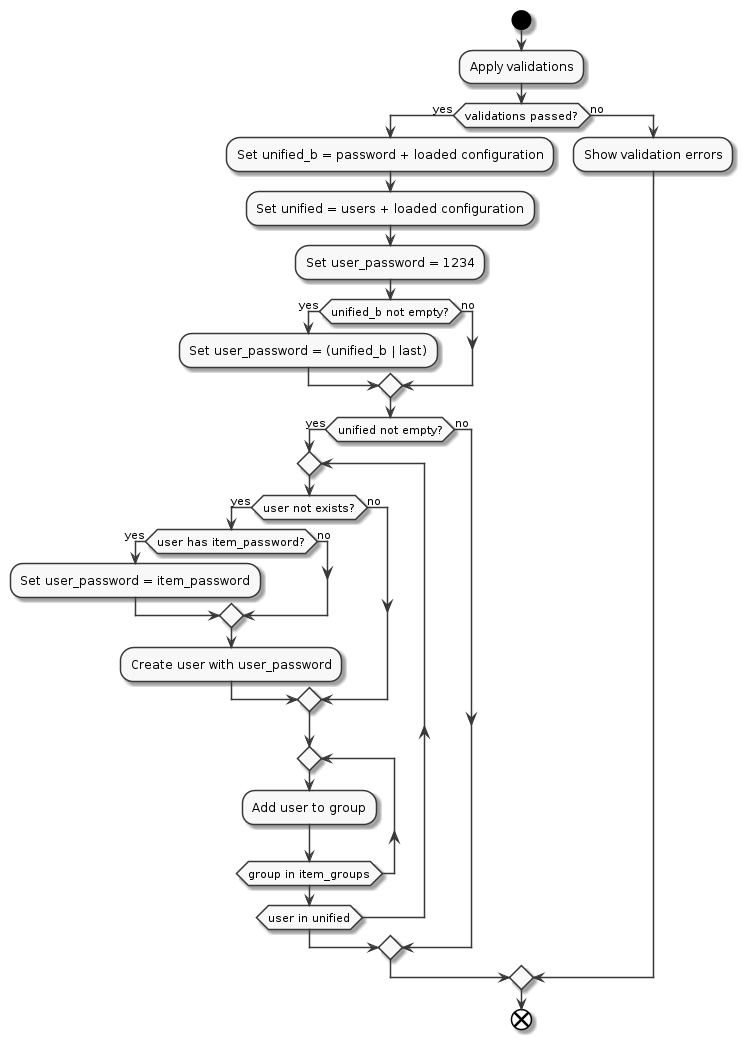 Apply validations
yes
validations passed?
no
Set unified_b = password + loaded configuration
Show validation errors
Set unified = users + loaded configuration
Set user_password = 1234
yes
unified_b not empty?
no
Set user_password = (unified_b | last)
yes
unified not empty?
no
yes
user not exists?
no
yes
user has item_password?
no
Set user_password = item_password
Create user with user_password
Add user to group
group in item_groups
user in unified